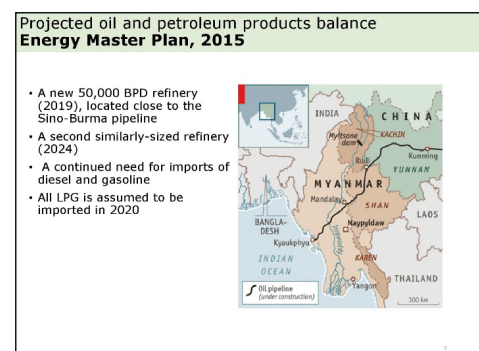 Projected oil and petroleum products balance
Energy Master Plan, 2015
• A new 50,000 BPD refinery
(2019), located close to the
Sino-Burma pipeline
• A second similarly-sized refinery
(2024)
• A continued need for imports of
diesel and gasoline
• All LPG is assumed to be
imported in 2020
INDIA
CHINA
Myitsone
dam
KACHIN
Ruili
Kunming
YUNNAN
MYANMAR
Mandalay
SHAN
LAOS
BANGLA-
DESH
Naypyidaw
Kyaukphyu
Irrawaddy
INDIAN
OCEAN
KAREN
THAILAND
Yangon
Oil pipeline
(under construction)
300 km